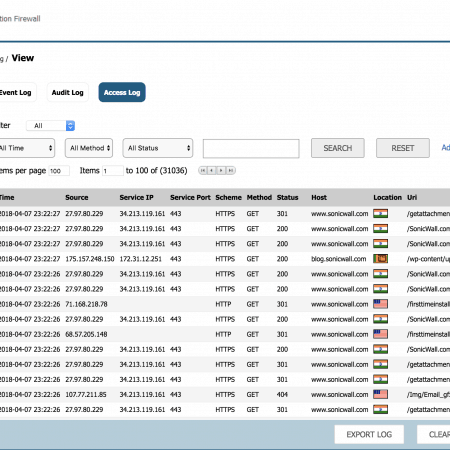 tion Firewall
g / View
Event Log Audit Log Access Log
lter All
All Time All Method All Status SEARCH RESET Ad
ems per page 100 Items 1 to 100 of (31036)
Time Source Service IP Service Port Scheme Method Status Host Location Uri
2018-04-07 23:22:27 27.97.80.229 34.213.119.161 443 HTTPS GET 301 www.sonicwall.com /getattachmen
2018-04-07 23:22:27 27.97.80.229 34.213.119.161 443 HTTPS GET 200 www.sonicwall.com /SonicWall.com
2018-04-07 23:22:27 27.97.80.229 34.213.119.161 443 HTTPS GET 200 www.sonicwall.com /SonicWall.com
2018-04-07 23:22:27 175.157.248.150 172.31.12.251 443 HTTPS GET 200 blog.sonicwall.com /wp-content/up
2018-04-07 23:22:26 27.97.80.229 34.213.119.161 443 HTTPS GET 200 www.sonicwall.com /SonicWall.com
2018-04-07 23:22:26 27.97.80.229 34.213.119.161 443 HTTPS GET 301 www.sonicwall.com /getattachmen
2018-04-07 23:22:26 71.168.218.78 HTTP GET 301 www.sonicwall.com /firsttimeinstall
2018-04-07 23:22:26 27.97.80.229 34.213.119.161 443 HTTPS GET 200 www.sonicwall.com /SonicWall.com
2018-04-07 23:22:26 68.57.205.148 HTTP GET 301 www.sonicwall.com /firsttimeinstall
2018-04-07 23:22:26 27.97.80.229 34.213.119.161 443 HTTPS GET 200 www.sonicwall.com /SonicWall.com
2018-04-07 23:22:26 27.97.80.229 34.213.119.161 443 HTTPS GET 301 www.sonicwall.com /getattachmen
2018-04-07 23:22:26 27.97.80.229 34.213.119.161 443 HTTPS GET 301 www.sonicwall.com /getattachmen
2018-04-07 23:22:26 107.77.211.85 34.213.119.161 443 HTTPS GET 404 www.sonicwall.com /Img/Email_gfx
2018-04-07 23:22:26 27.97.80.229 34.213.119.161 443 HTTPS GET 301 www.sonicwall.com /getattachmen
EXPORT LOG CLEAR